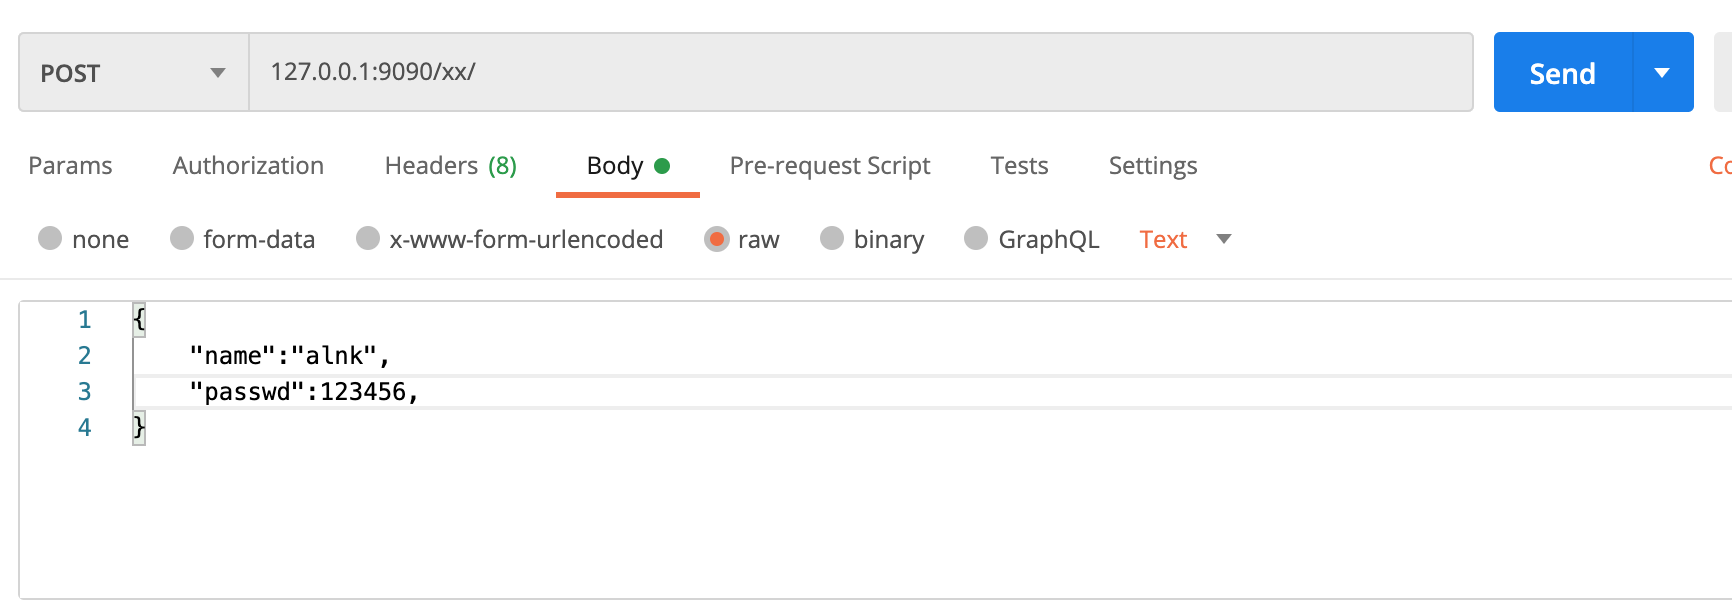 POST 127.0.0.1:9090/xx/ Send
Params Authorization Headers (8) Body Pre-request Script Tests Settings
none form-data x-www-form-urlencoded raw binary GraphQL Text
1 {
2 "name":"alnk",
3 "passwd":123456,
4 }